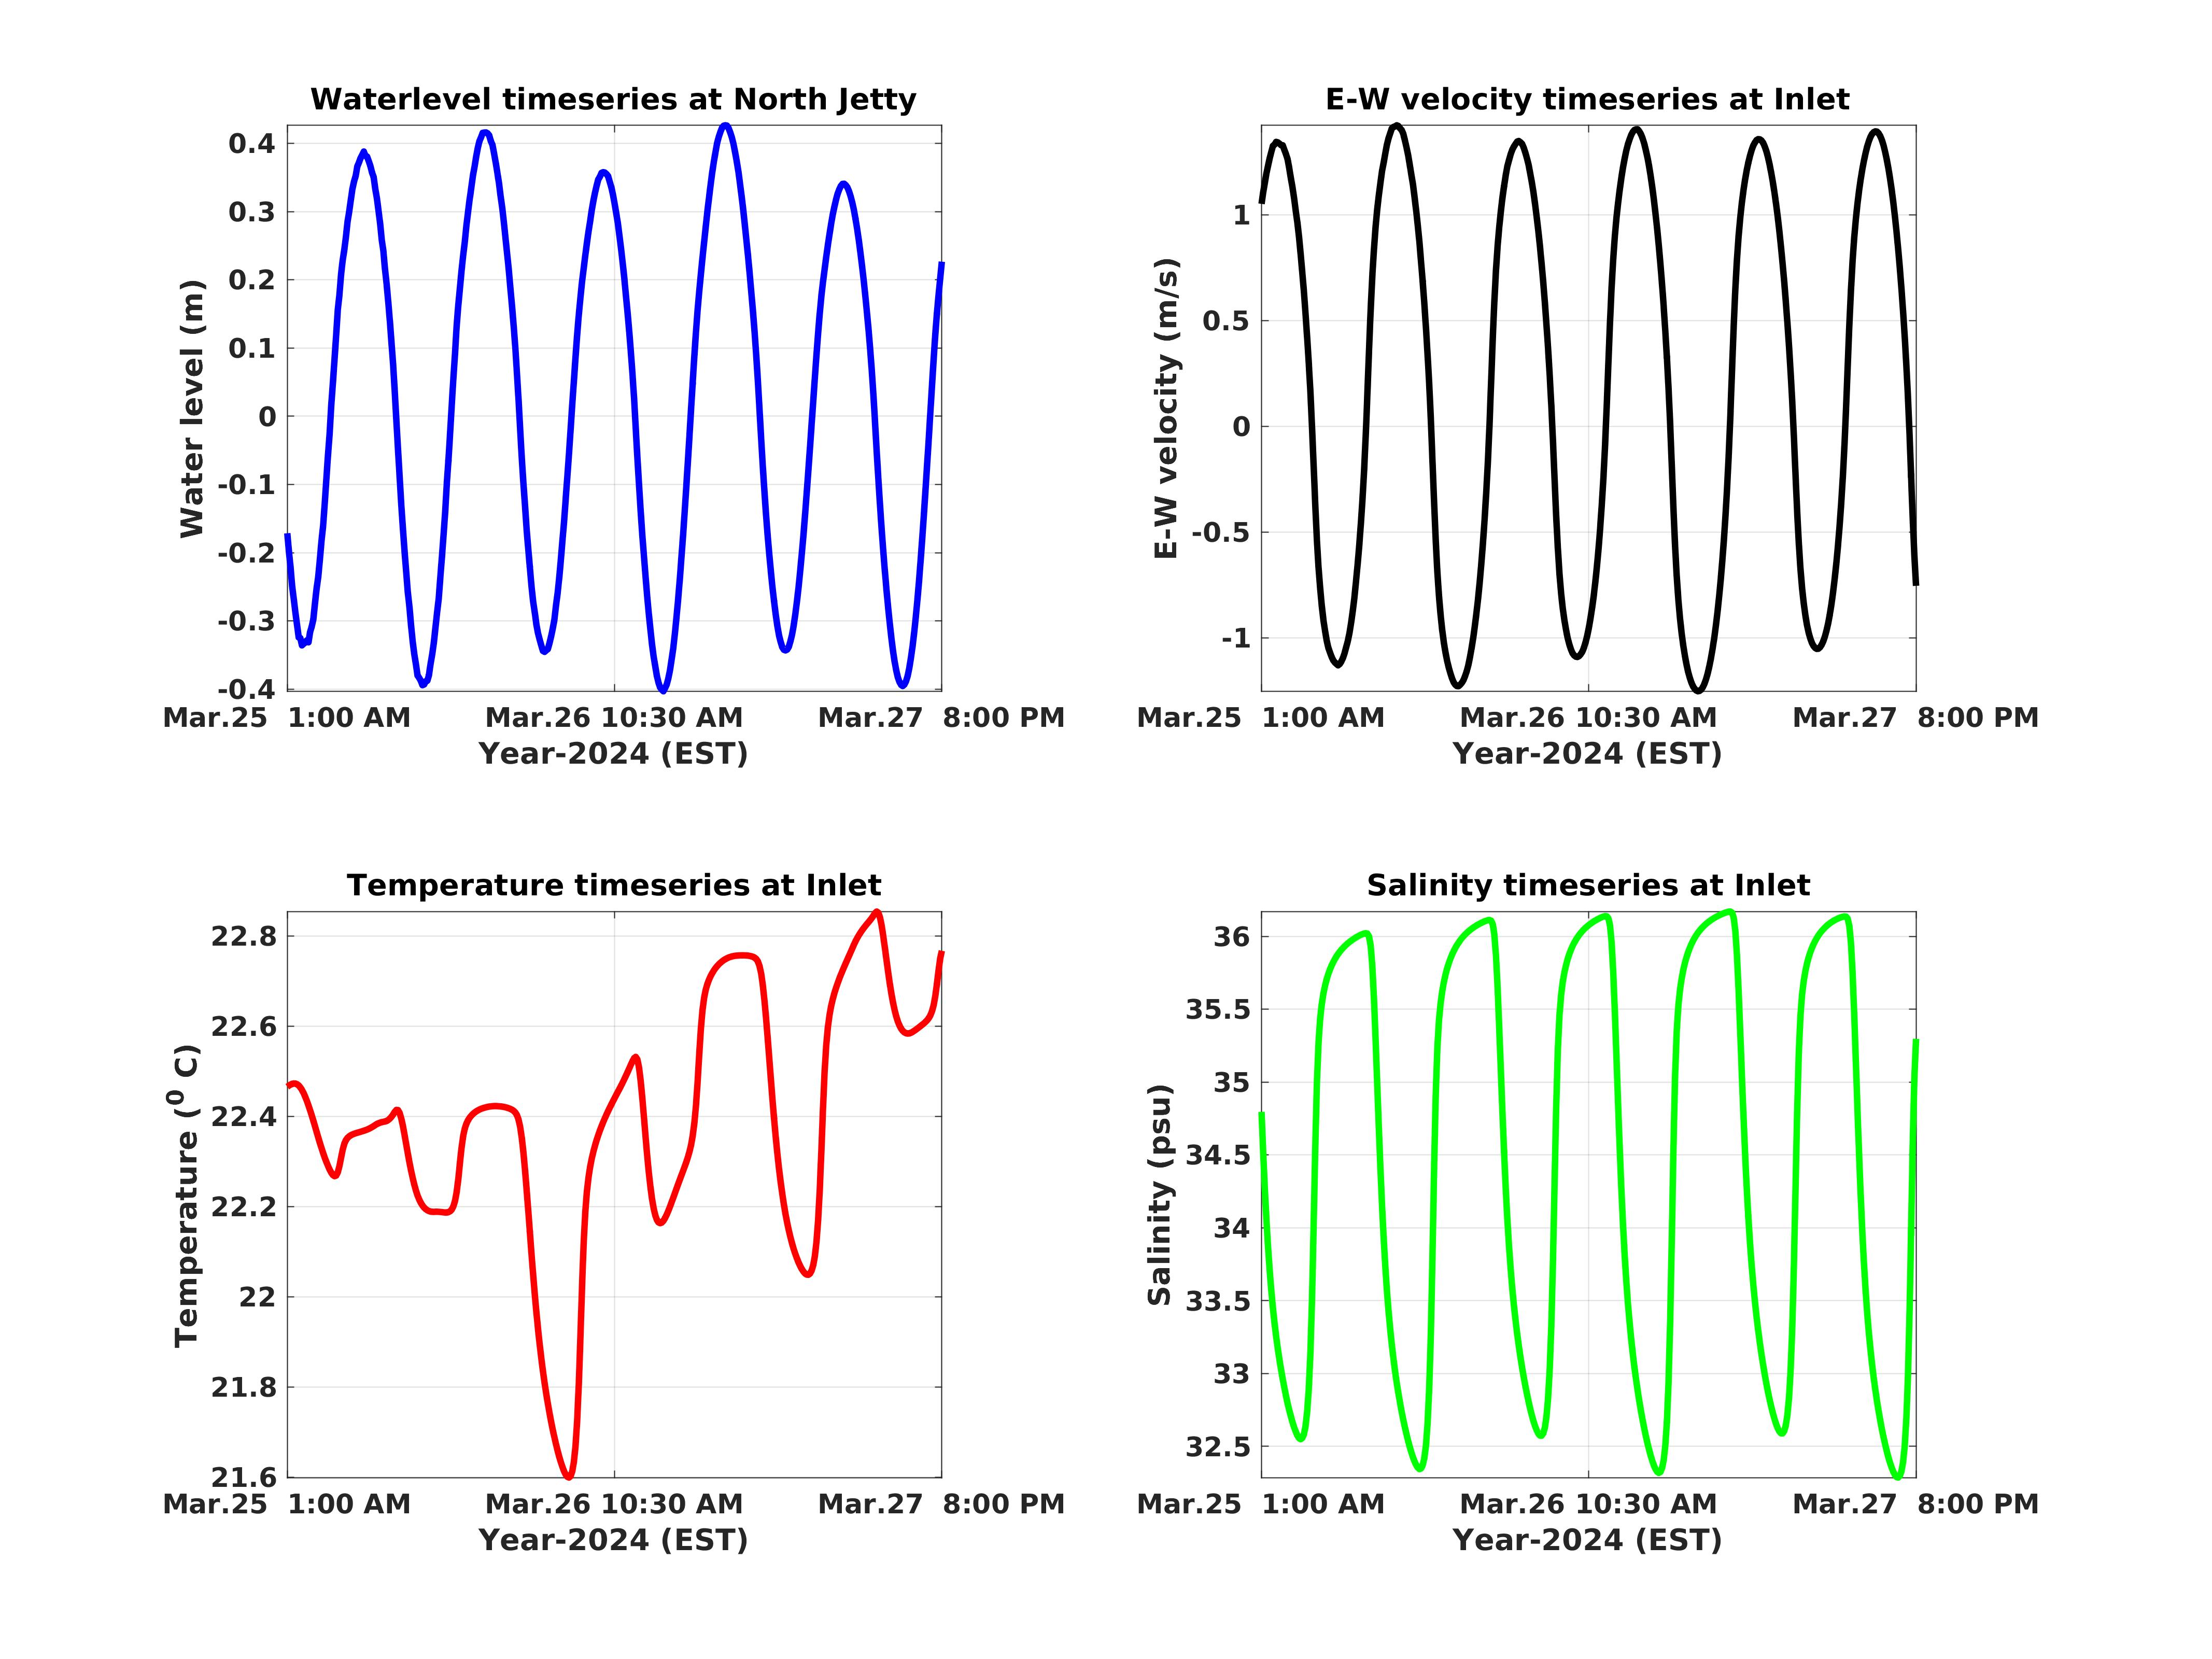 Waterlevel timeseries at North Jetty
0.4
0.3
0.2
0.1
0
-0.1
-0.2
-0.3
-0.4
Water level (m)
Mar.25 1:00 AM Mar.26 10:30 AM Mar.27 8:00 PM
Year-2024 (EST)
E-W velocity timeseries at Inlet
1
0.5
0
-0.5
-1
E-W velocity (m/s)
Mar.25 1:00 AM Mar.26 10:30 AM Mar.27 8:00 PM
Year-2024 (EST)
Temperature timeseries at Inlet
22.8
22.6
22.4
22.2
22
21.8
21.6
Temperature (⁰ C)
Mar.25 1:00 AM Mar.26 10:30 AM Mar.27 8:00 PM
Year-2024 (EST)
Salinity timeseries at Inlet
36
35.5
35
34.5
34
33.5
33
32.5
Salinity (psu)
Mar.25 1:00 AM Mar.26 10:30 AM Mar.27 8:00 PM
Year-2024 (EST)